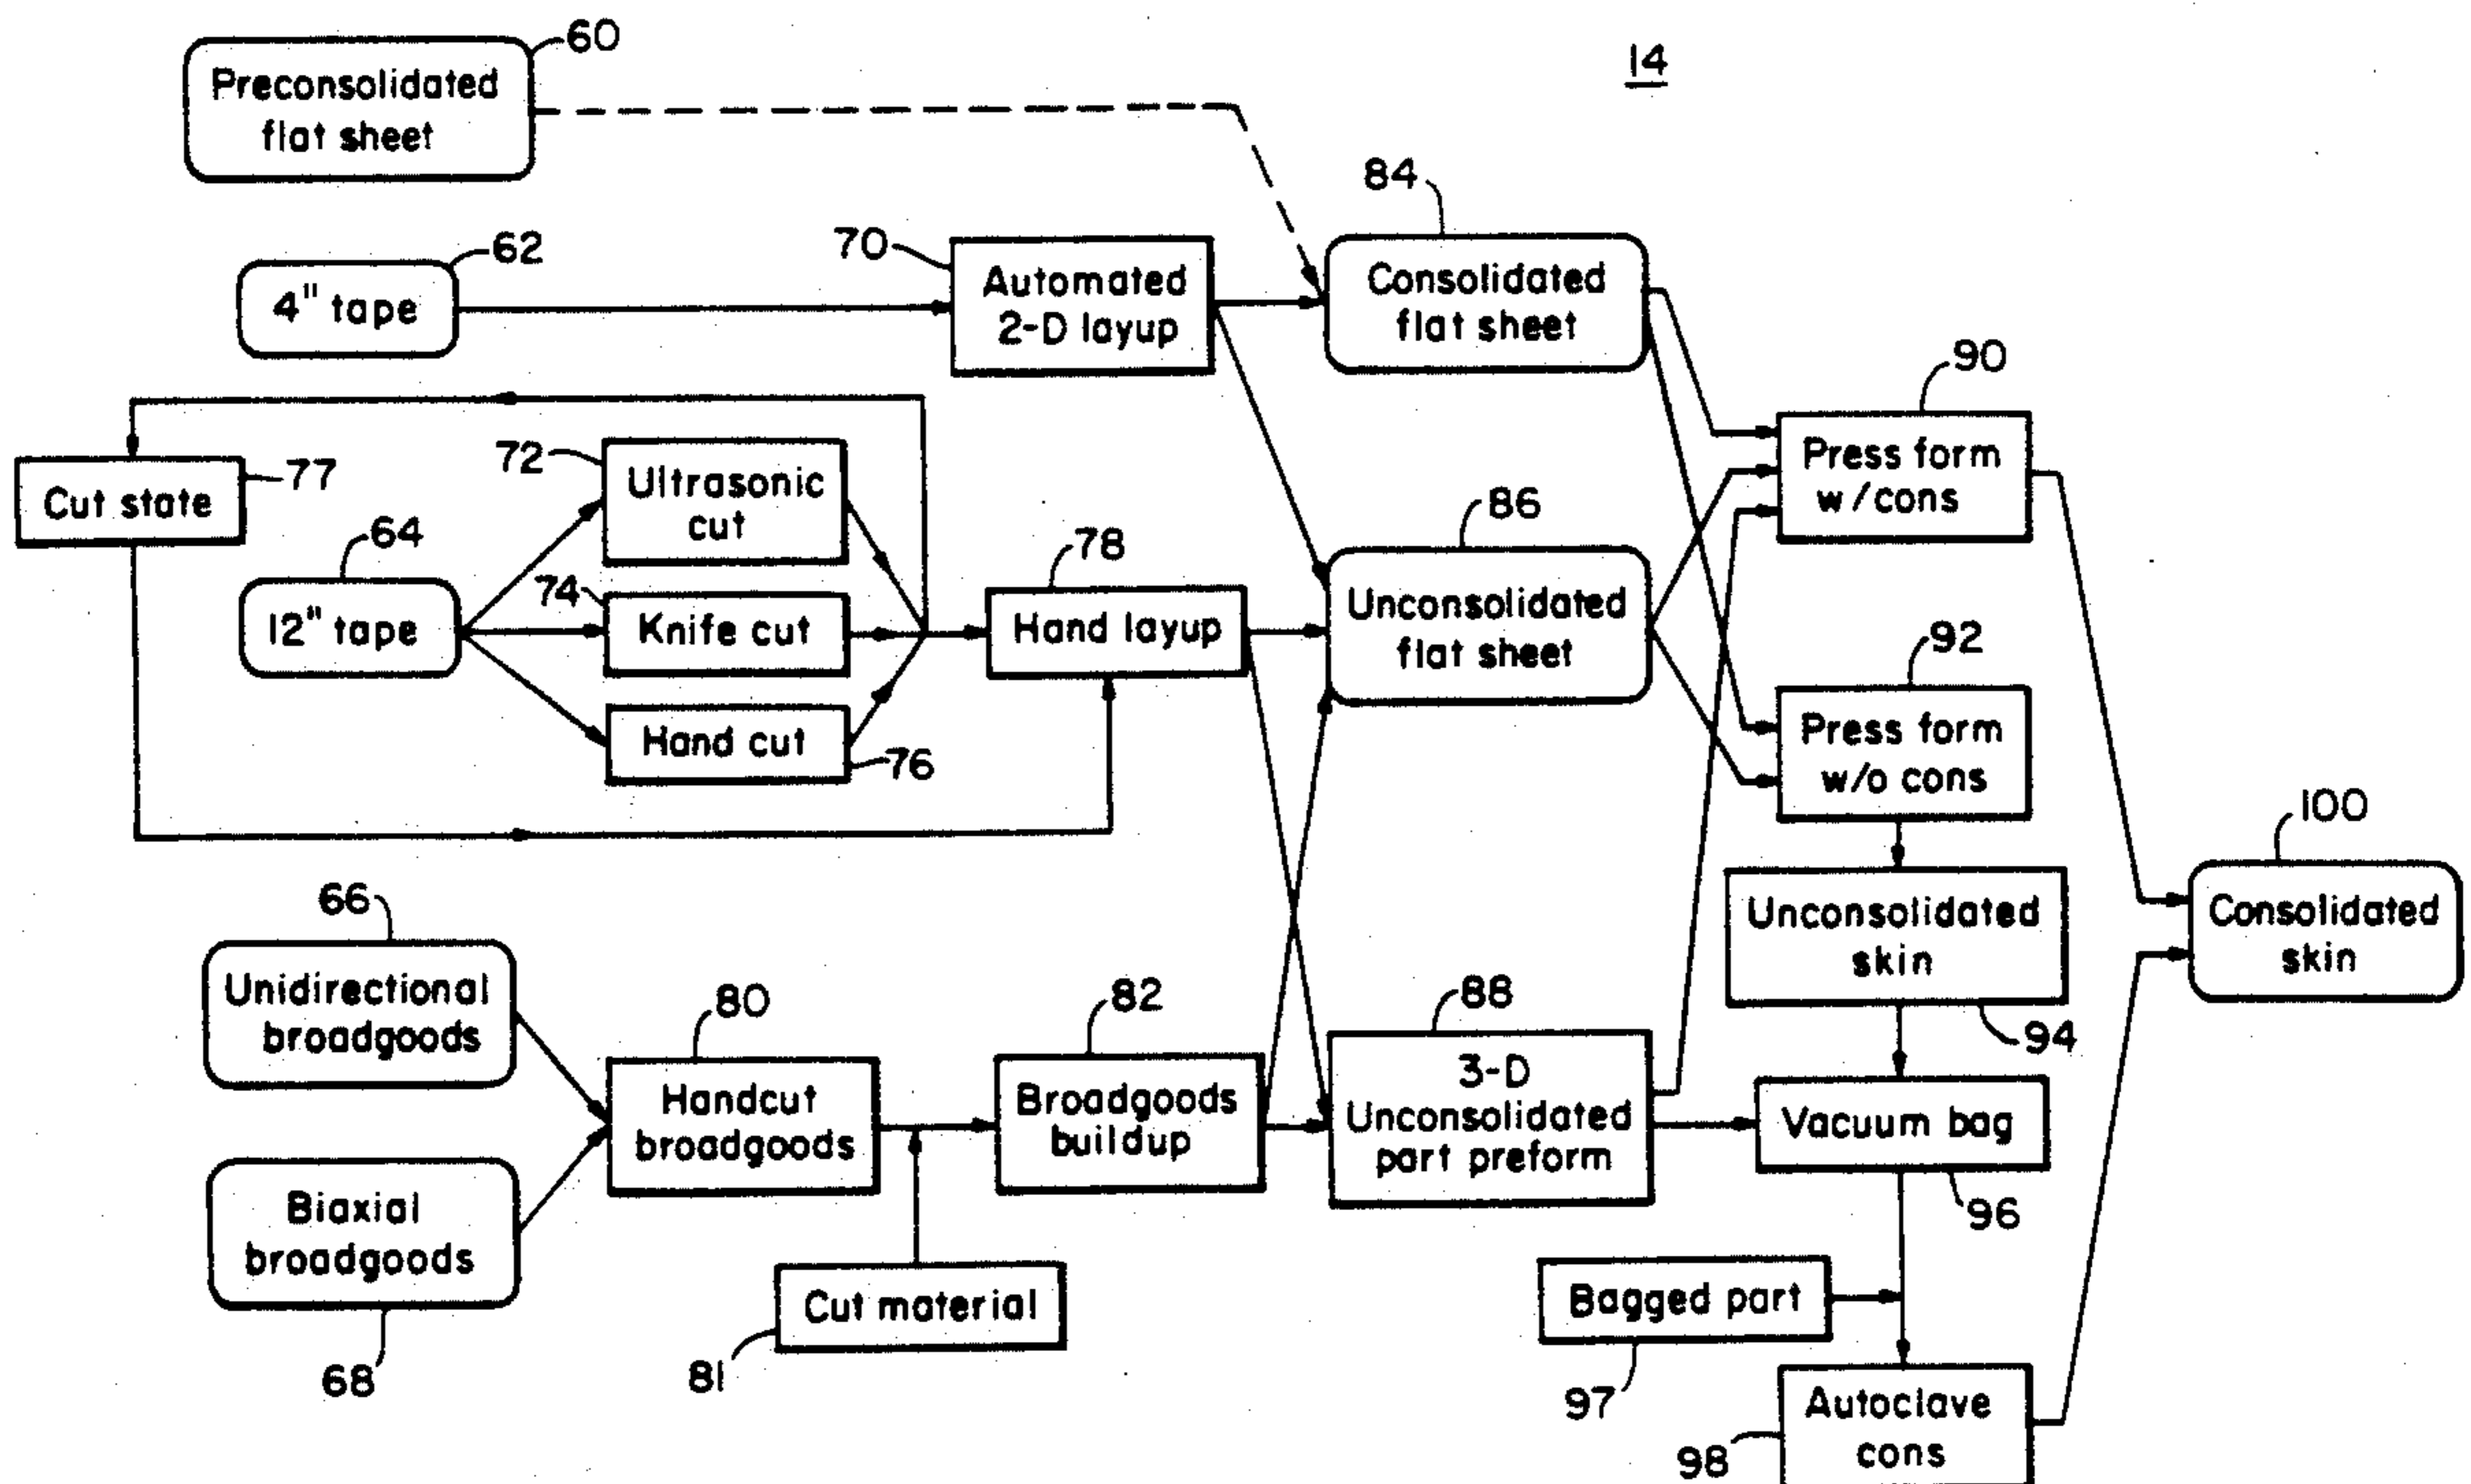 60
Preconsolidated
flat sheet
14
84
62
4" tape
70
Automated
2-D layup
Consolidated
flat sheet
90
Press form
w/cons
77
Cut state
72
Ultrasonic
cut
64
12" tape
74
Knife cut
Hand cut
76
78
Hand layup
86
Unconsolidated
flat sheet
92
Press form
w/o cons
100
Consolidated
skin
66
Unidirectional
broadgoods
80
Handcut
broadgoods
82
Broadgoods
buildup
88
3-D
Unconsolidated
part preform
Unconsolidated
skin
94
Vacuum bag
96
Biaxial
broadgoods
68
Cut material
81
Bagged part
97
Autoclave
cons
98